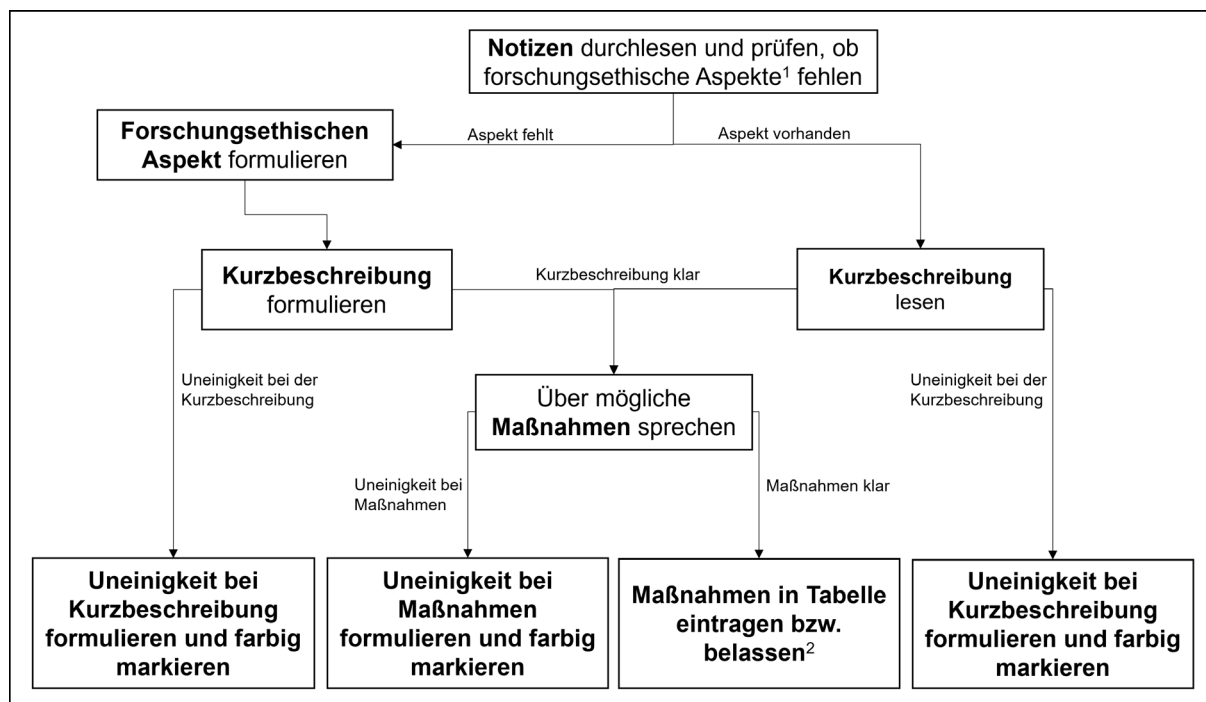 Notizen durchlesen und prüfen, ob
forschungsethische Aspekte¹ fehlen
Aspekt fehlt
Aspekt vorhanden
Forschungsethischen
Aspekt formulieren
Kurzbeschreibung
formulieren
Kurzbeschreibung klar
Kurzbeschreibung
lesen
Uneinigkeit bei der
Kurzbeschreibung
Über mögliche
Maßnahmen sprechen
Uneinigkeit bei der
Kurzbeschreibung
Uneinigkeit bei
Maßnahmen
Maßnahmen klar
Uneinigkeit bei
Kurzbeschreibung
formulieren und farbig
markieren
Uneinigkeit bei
Maßnahmen
formulieren und farbig
markieren
Maßnahmen in Tabelle
eintragen bzw.
belassen²
Uneinigkeit bei
Kurzbeschreibung
formulieren und farbig
markieren